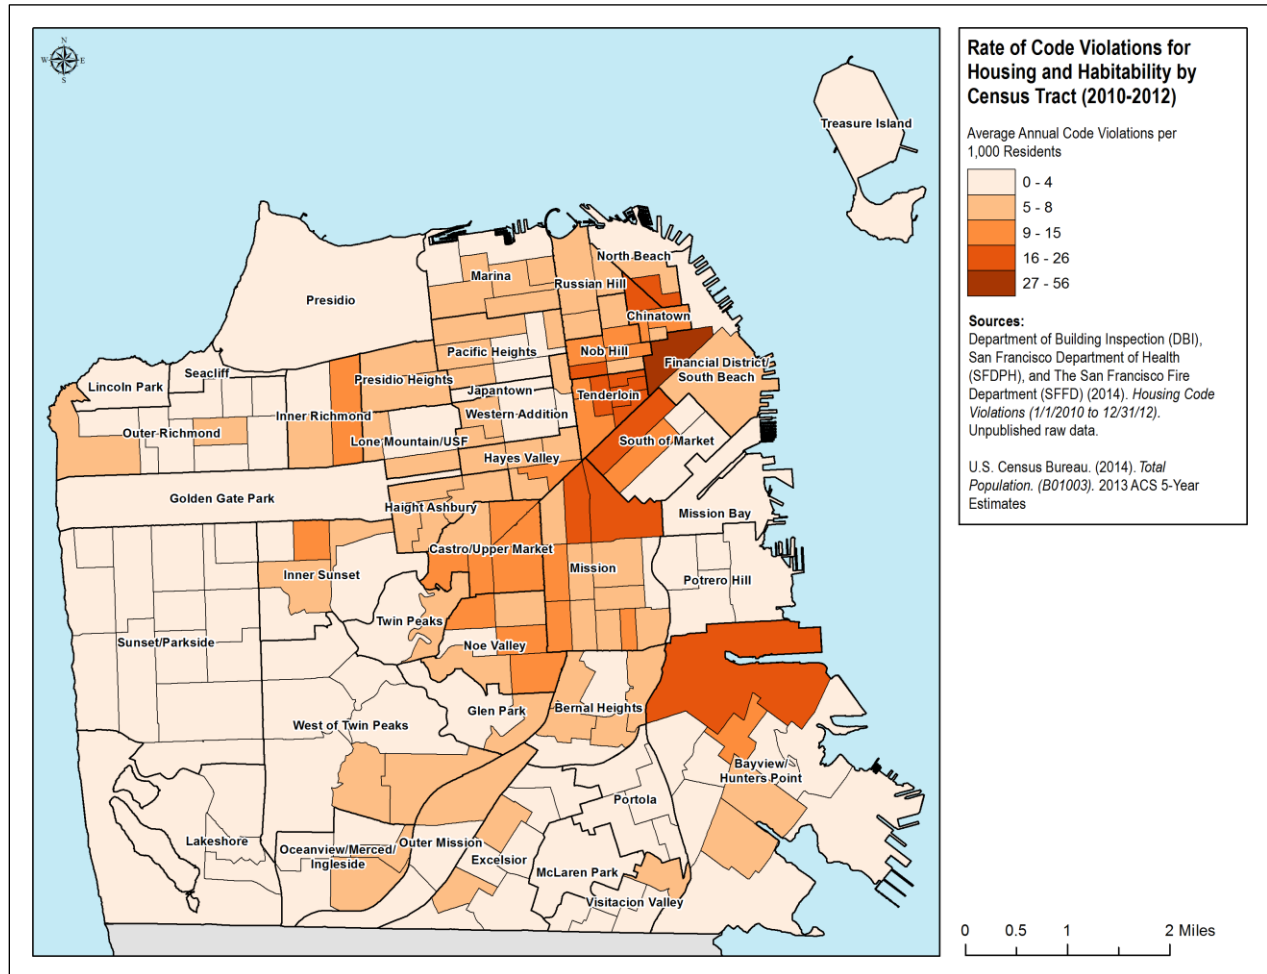 N
W E
S
Treasure Island
North Beach
Marina
Russian Hill
Presidio
Chinatown
Pacific Heights
Nob Hill
Financial District/
South Beach
Seacliff
Lincoln Park
Presidio Heights
Japantown
Tenderloin
Inner Richmond
Western Addition
Outer Richmond
Lone Mountain/USF
South of Market
Hayes Valley
Golden Gate Park
Haight Ashbury
Mission Bay
Castro/Upper Market
Inner Sunset
Mission
Potrero Hill
Twin Peaks
Sunset/Parkside
Noe Valley
Glen Park
Bernal Heights
West of Twin Peaks
Bayview/
Hunters Point
Portola
Lakeshore
Oceanview/Merced/
Ingleside
Outer Mission
Excelsior
McLaren Park
Visitacion Valley
Rate of Code Violations for
Housing and Habitability by
Census Tract (2010-2012)
Average Annual Code Violations per
1,000 Residents
0 - 4
5 - 8
9 - 15
16 - 26
27 - 56
Sources:
Department of Building Inspection (DBI),
San Francisco Department of Health
(SFDPH), and The San Francisco Fire
Department (SFFD) (2014). Housing Code
Violations (1/1/2010 to 12/31/12).
Unpublished raw data.
U.S. Census Bureau. (2014). Total
Population. (B01003). 2013 ACS 5-Year
Estimates
0 0.5 1 2 Miles